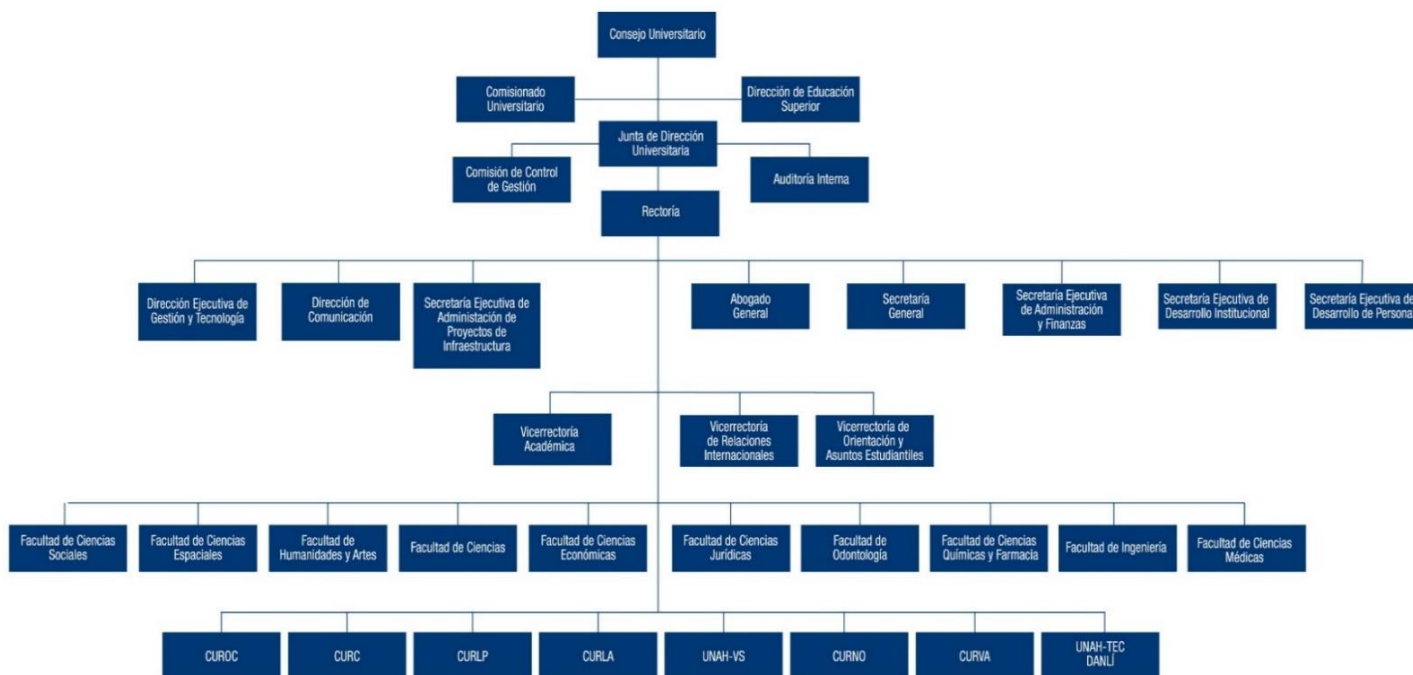 Consejo Universitario
Comisionado
Universitario
Dirección de Educación
Superior
Junta de Dirección
Universitaria
Comisión de Control
de Gestión
Auditoría Interna
Rectoría
Dirección Ejecutiva de
Gestión y Tecnología
Dirección de
Comunicación
Secretaría Ejecutiva de
Administación de
Proyectos de
Infraestructura
Abogado
General
Secretaría
General
Secretaría Ejecutiva
de Administración
y Finanzas
Secretaría Ejecutiva de
Desarrollo Institucional
Secretaría Ejecutiva de
Desarrollo de Persona
Vicerrectoría
Académica
Vicerrectoría
de Relaciones
Internacionales
Vicerrectoría de
Orientación y
Asuntos Estudiantiles
Facultad de Ciencias
Sociales
Facultad de Ciencias
Espaciales
Facultad de
Humanidades y Artes
Facultad de Ciencias
Facultad de Ciencias
Económicas
Facultad de Ciencias
Jurídicas
Facultad de
Odontología
Facultad de Ciencias
Químicas y Farmacia
Facultad de Ingeniería
Facultad de Ciencias
Médicas
CUROC
CURC
CURLP
CURLA
UNAH-VS
CURNO
CURVA
UNAH-TEC
DANLÍ